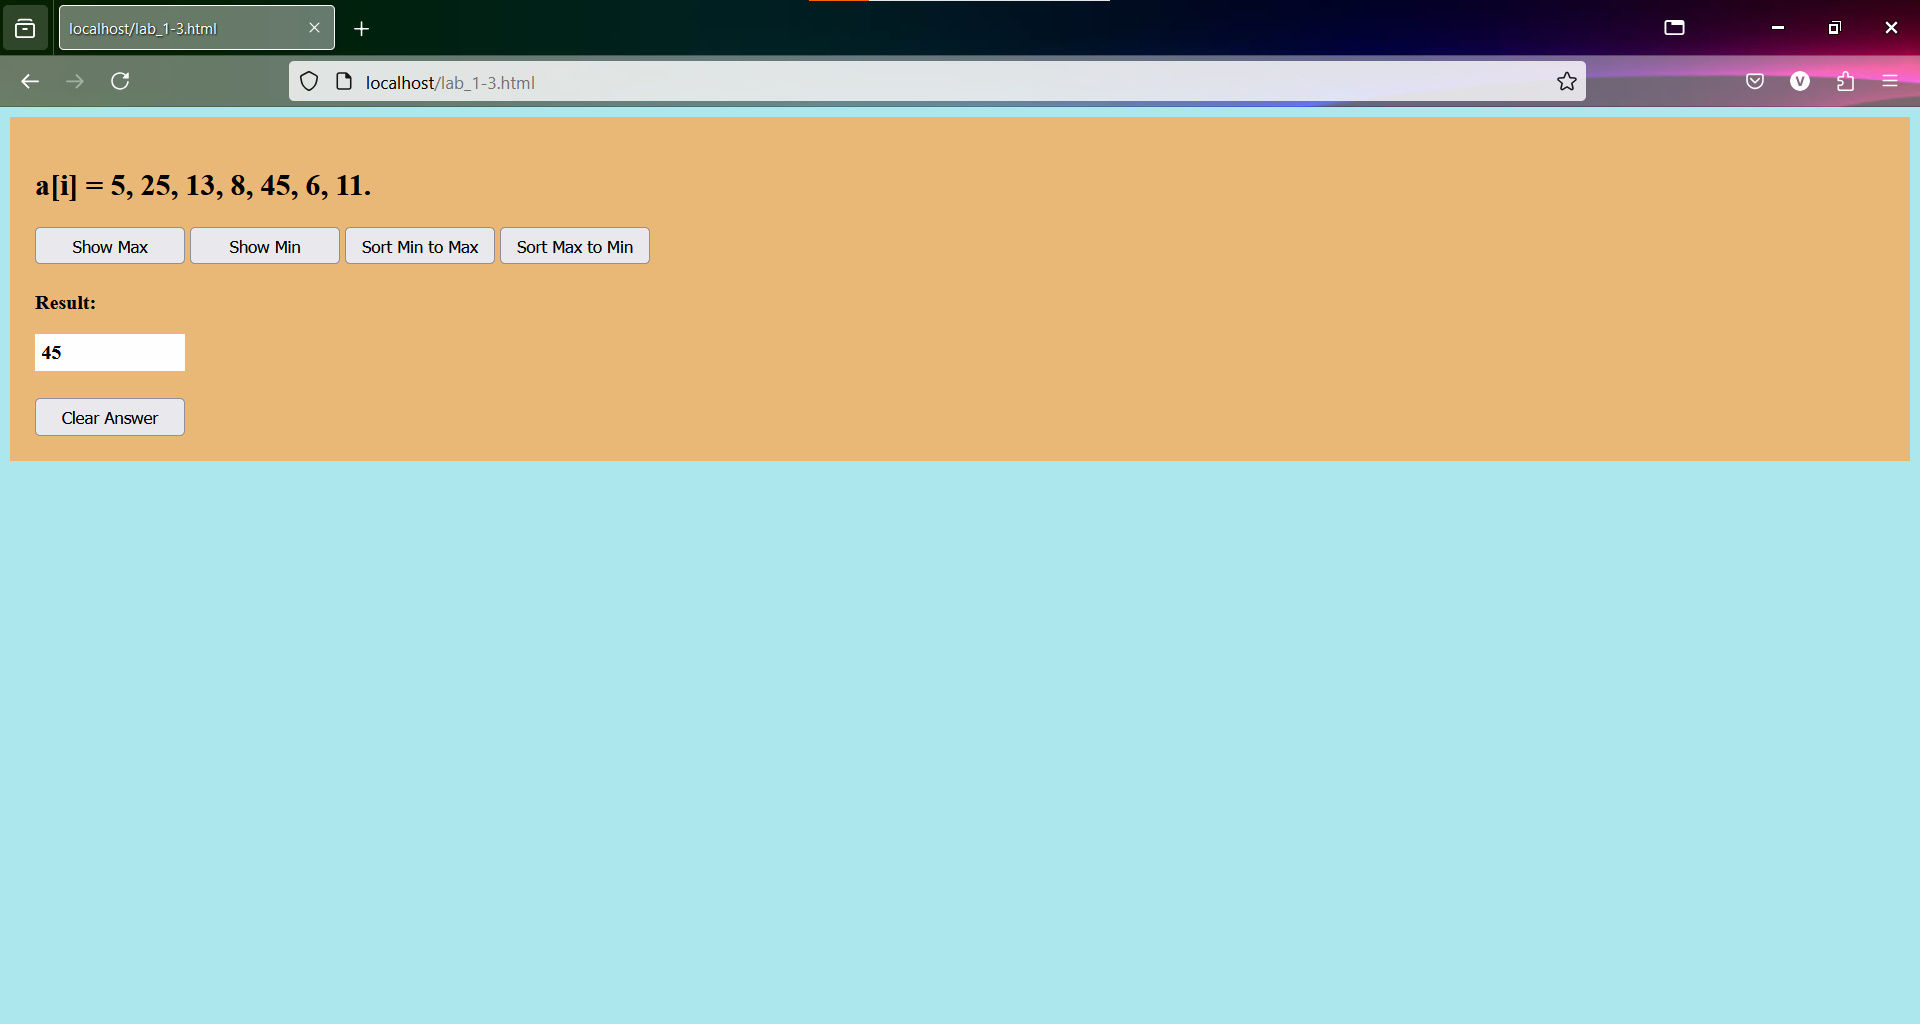 localhost/lab_1-3.html
localhost/lab_1-3.html
V
a[i] = 5, 25, 13, 8, 45, 6, 11.
Show Max Show Min Sort Min to Max Sort Max to Min
Result:
45
Clear Answer